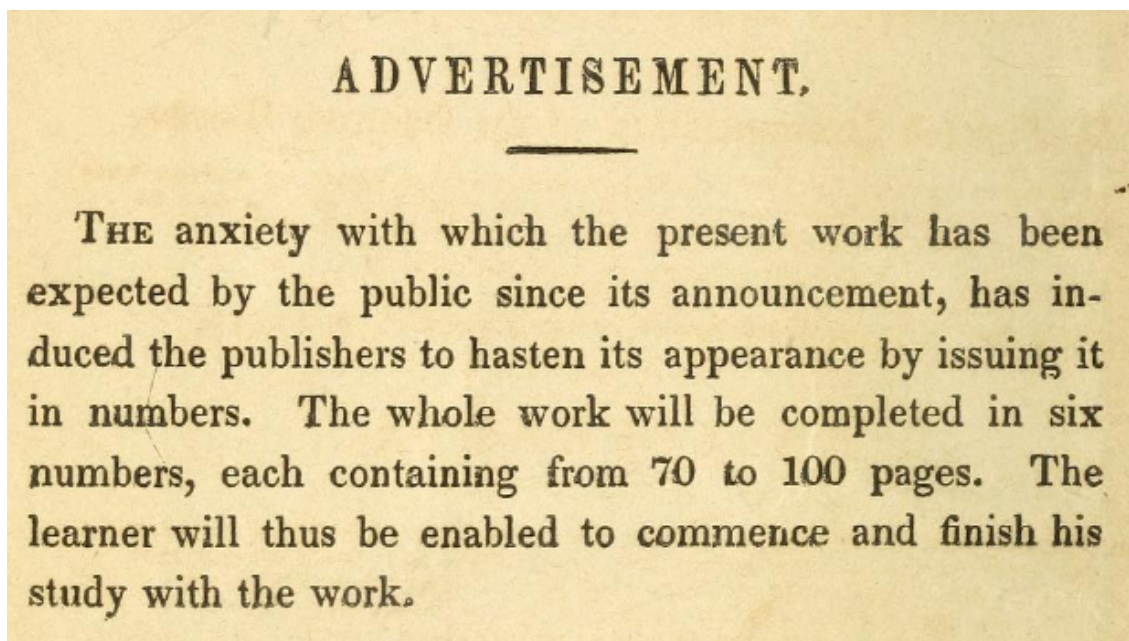 ADVERTISEMENT.
THE anxiety with which the present work has been
expected by the public since its announcement, has in-
duced the publishers to hasten its appearance by issuing it
in numbers. The whole work will be completed in six
numbers, each containing from 70 to 100 pages. The
learner will thus be enabled to commence and finish his
study with the work.